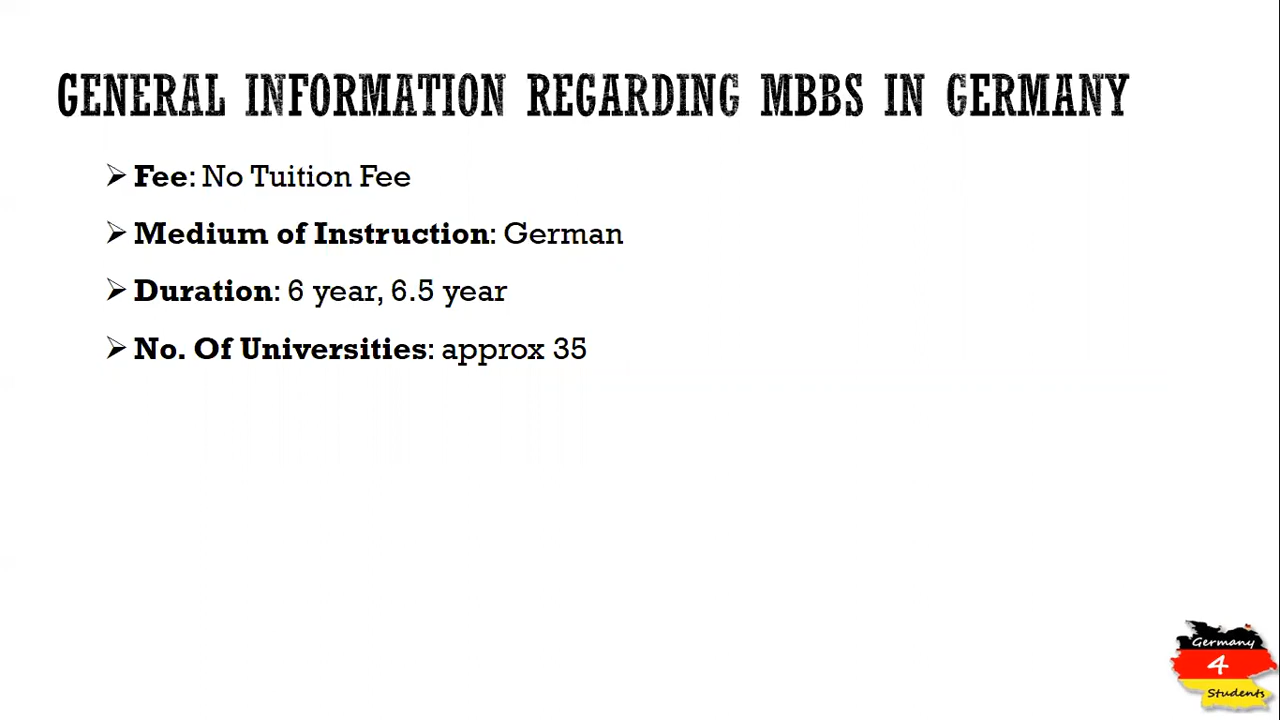 GENERAL INFORMATION REGARDING MBBS IN GERMANY
➢ Fee: No Tuition Fee
➢ Medium of Instruction: German
➢ Duration: 6 year, 6.5 year
➢ No. Of Universities: approx 35
Germany
4
Students